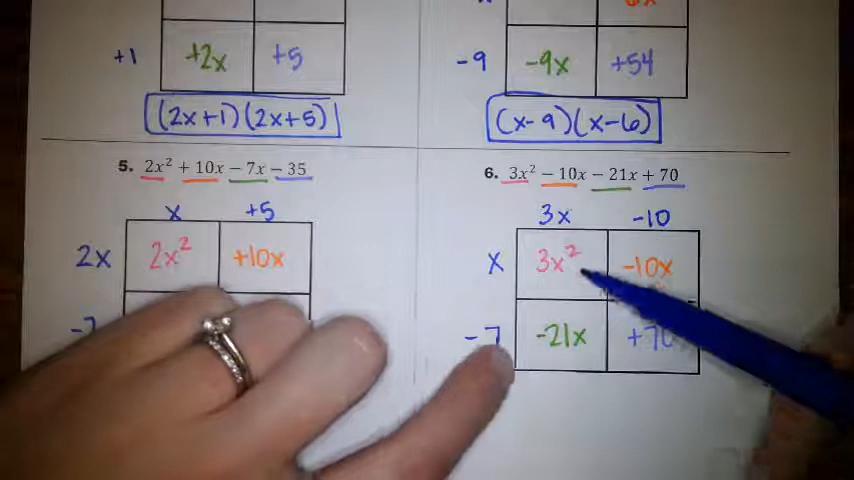 +1 +2x +5
-9 -9x +54
(2x+1)(2x+5)
(x-9)(x-6)
5. 2x² + 10x − 7x − 35
x +5
2x 2x² +10x
-7
6. 3x² − 10x − 21x + 70
3x -10
x 3x² -10x
-7 -21x